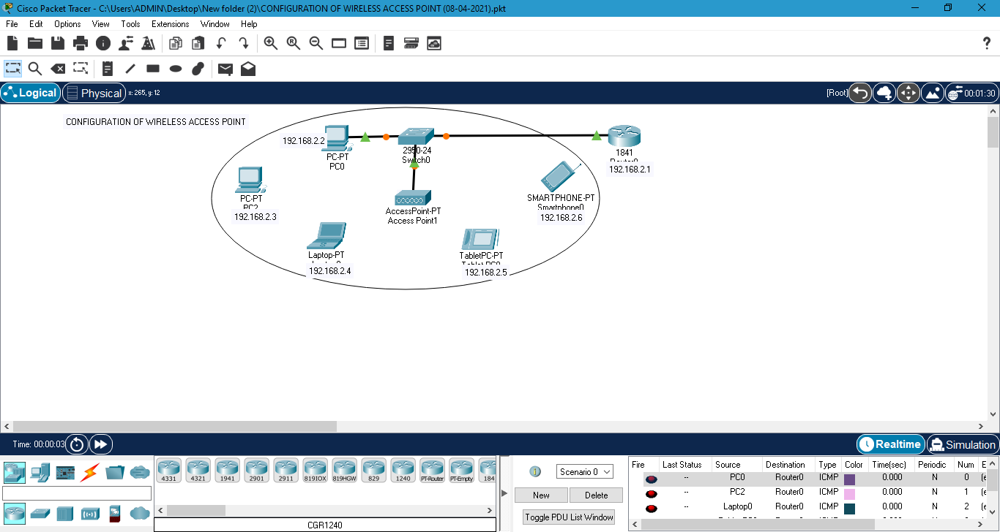 Cisco Packet Tracer - C:\Users\ADMIN\Desktop\New folder (2)\CONFIGURATION OF WIRELESS ACCESS POINT (08-04-2021).pkt
File Edit Options View Tools Extensions Window Help
Logical Physical x: 265, y: 12 [Root] 00:01:30
CONFIGURATION OF WIRELESS ACCESS POINT
192.168.2.2
PC-PT
PC0
2950-24
Switch0
1841
Router0
192.168.2.1
PC-PT
PC2
192.168.2.3
AccessPoint-PT
Access Point1
SMARTPHONE-PT
Smartphone0
192.168.2.6
Laptop-PT
192.168.2.4
TabletPC-PT
192.168.2.5
Time: 00:00:03 Realtime Simulation
4331 4321 1941 2901 2911 819IOX 819HGW 829 1240 PT-Router PT-Empty 184
CGR1240
Scenario 0
New Delete
Toggle PDU List Window
Fire Last Status Source Destination Type Color Time(sec) Periodic Num E
-- PC0 Router0 ICMP 0.000 N 0 (e
-- PC2 Router0 ICMP 0.000 N 1 (e
-- Laptop0 Router0 ICMP 0.000 N 2 (e